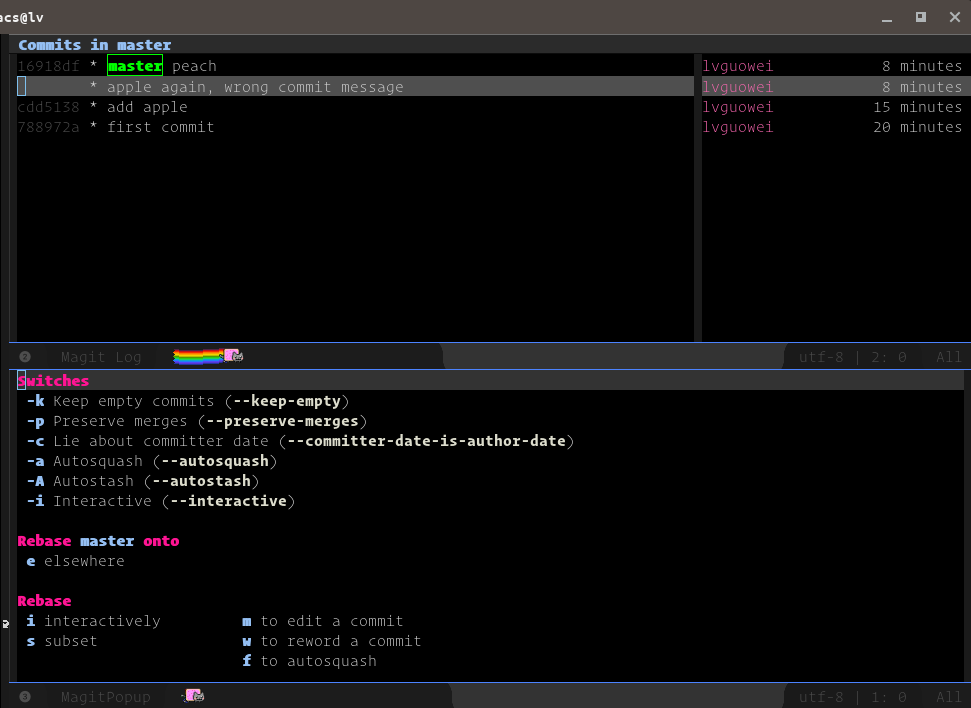 acs@lv
Commits in master
16918df * master peach lvguowei 8 minutes
* apple again, wrong commit message lvguowei 8 minutes
cdd5138 * add apple lvguowei 15 minutes
788972a * first commit lvguowei 20 minutes
2 Magit Log utf-8 | 2: 0 All
Switches
-k Keep empty commits (--keep-empty)
-p Preserve merges (--preserve-merges)
-c Lie about committer date (--committer-date-is-author-date)
-a Autosquash (--autosquash)
-A Autostash (--autostash)
-i Interactive (--interactive)
Rebase master onto
e elsewhere
Rebase
i interactively m to edit a commit
s subset w to reword a commit
f to autosquash
3 MagitPopup utf-8 | 1: 0 All